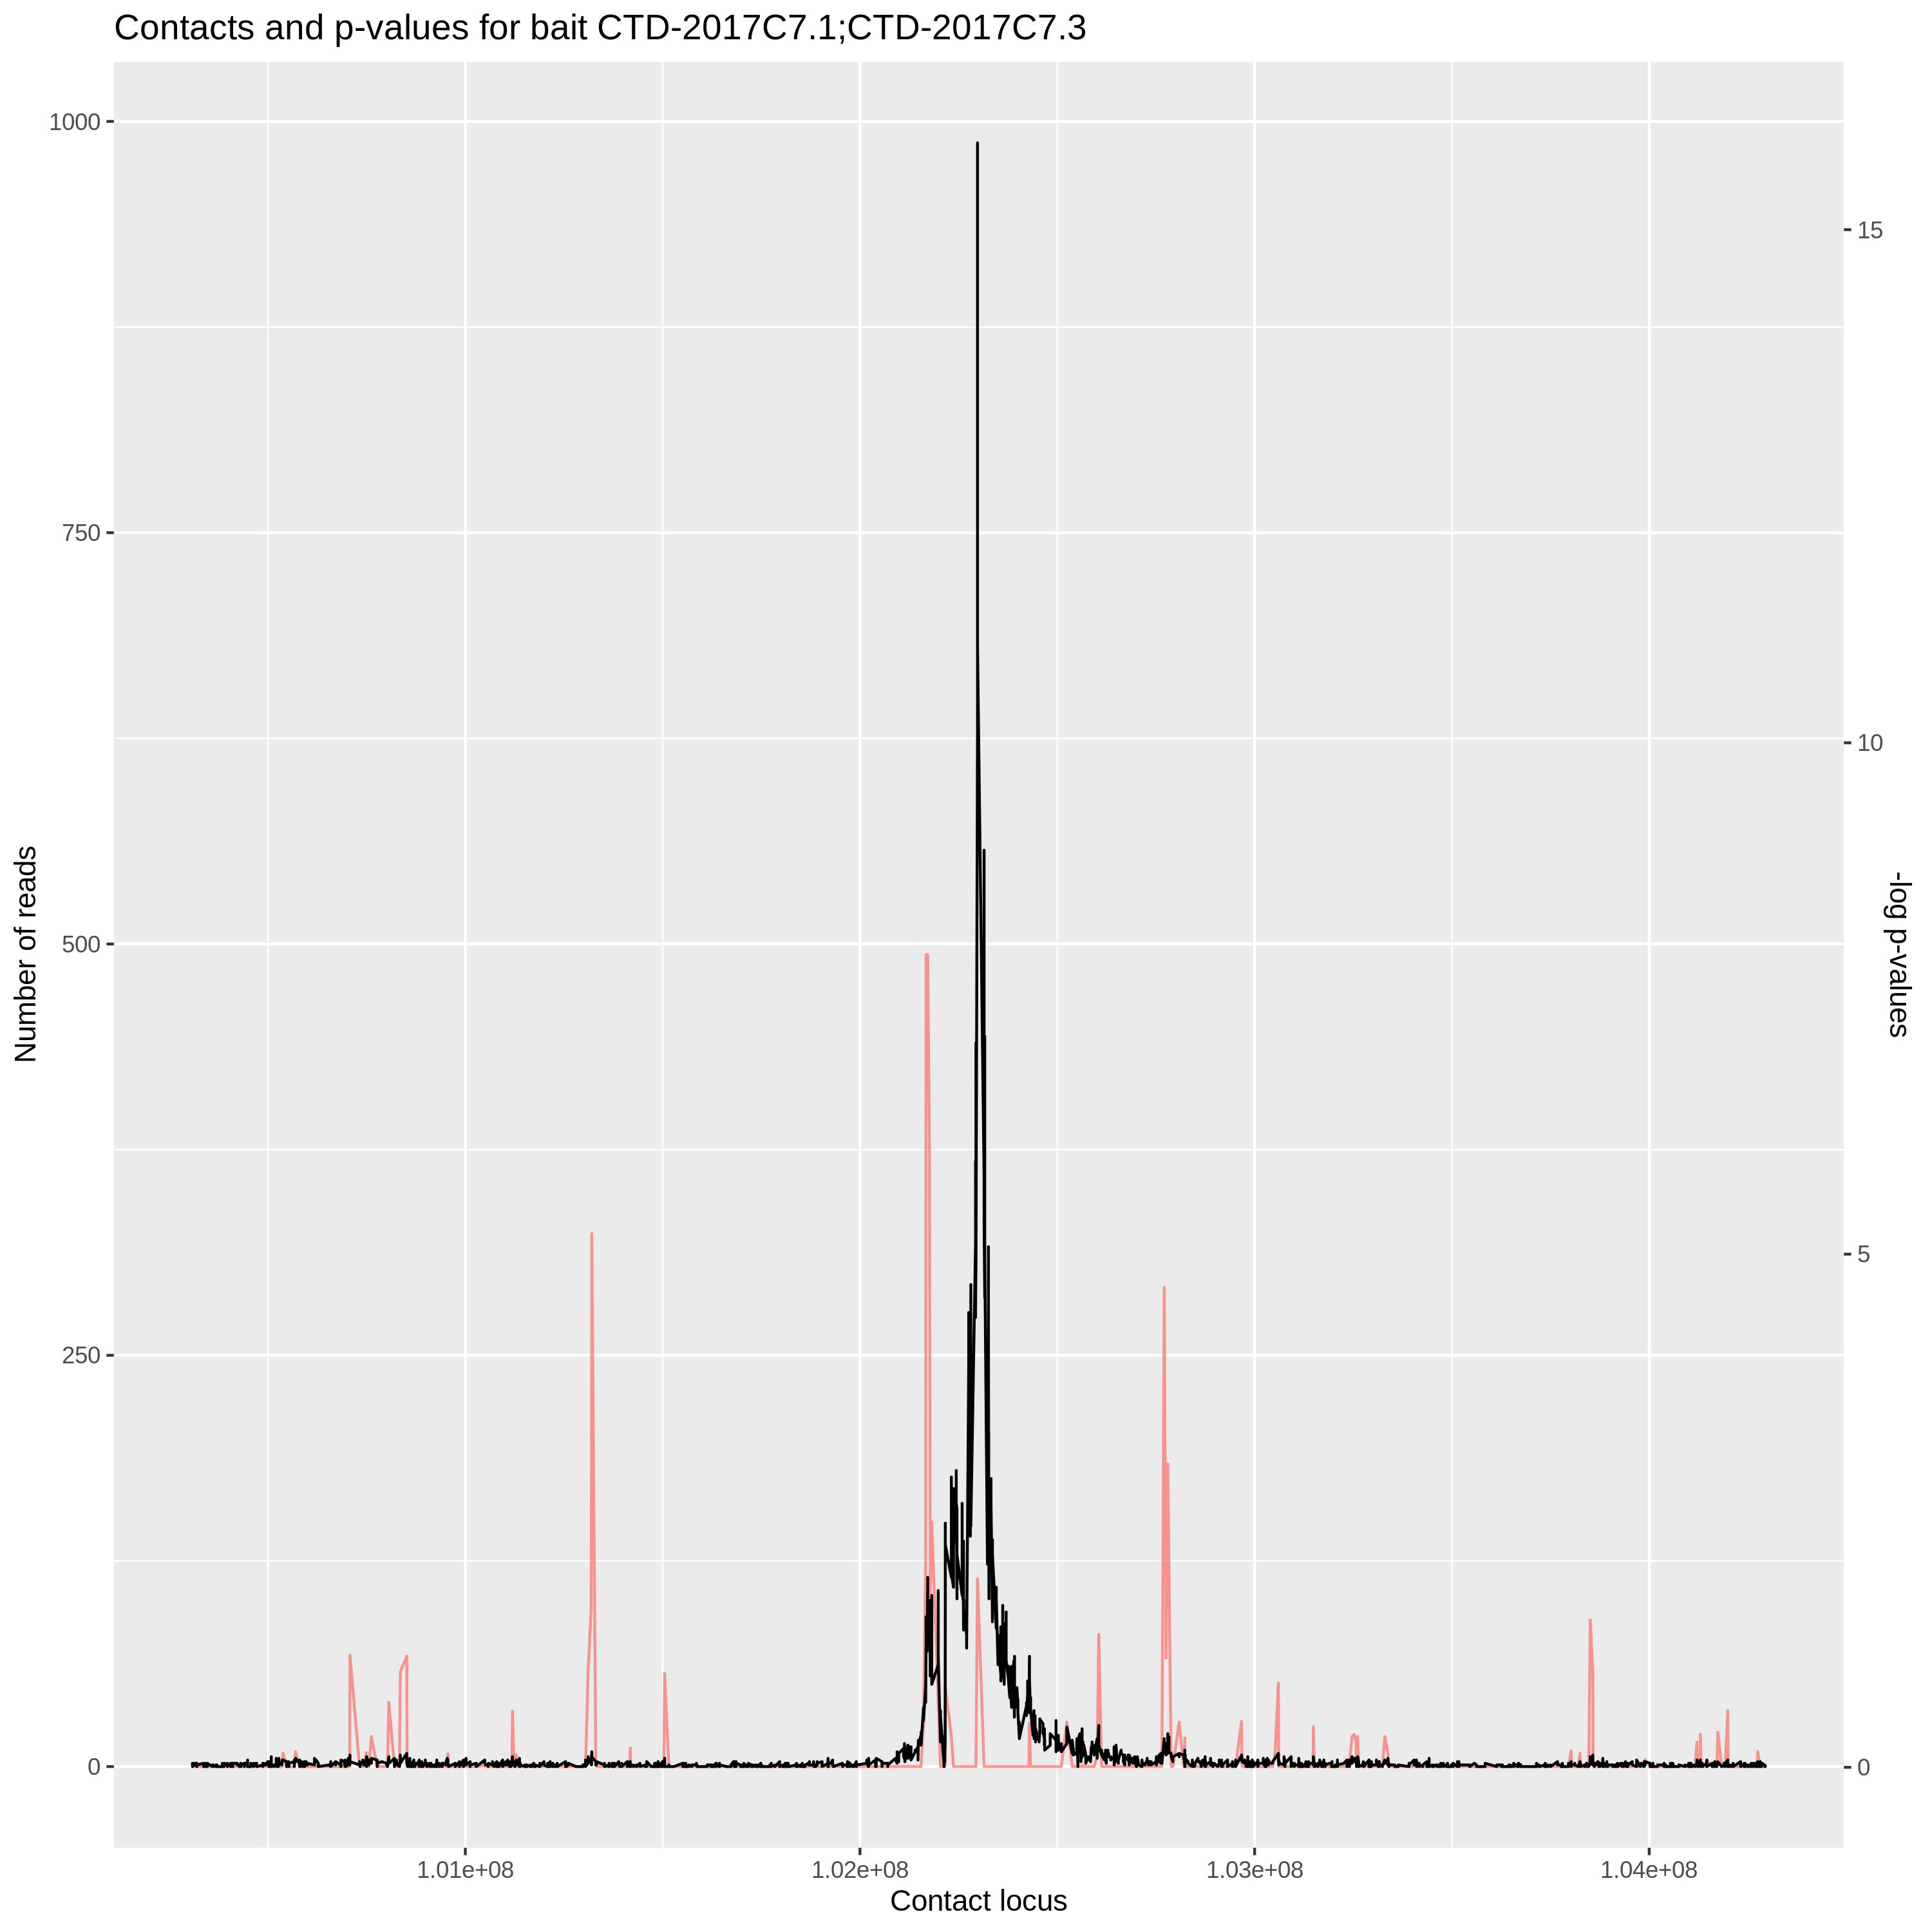 Contacts and p-values for bait CTD-2017C7.1;CTD-2017C7.3
1000
750
500
250
0
Number of reads
15
10
5
0
-log p-values
1.01e+08
1.02e+08
1.03e+08
1.04e+08
Contact locus